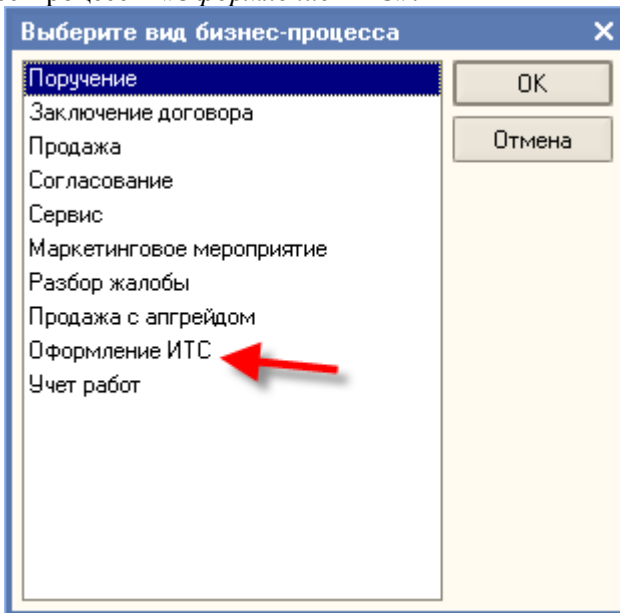 Выберите вид бизнес-процесса
Поручение
Заключение договора
Продажа
Согласование
Сервис
Маркетинговое мероприятие
Разбор жалобы
Продажа с апгрейдом
Оформление ИТС
Учет работ
OK
Отмена